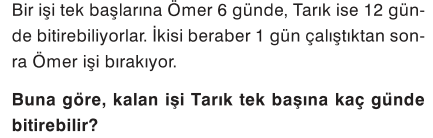 Bir işi tek başlarına Ömer 6 günde, Tarık ise 12 gün-
de bitirebiliyorlar. İkisi beraber 1 gün çalıştıktan son-
ra Ömer işi bırakıyor.
Buna göre, kalan işi Tarık tek başına kaç günde
bitirebilir?